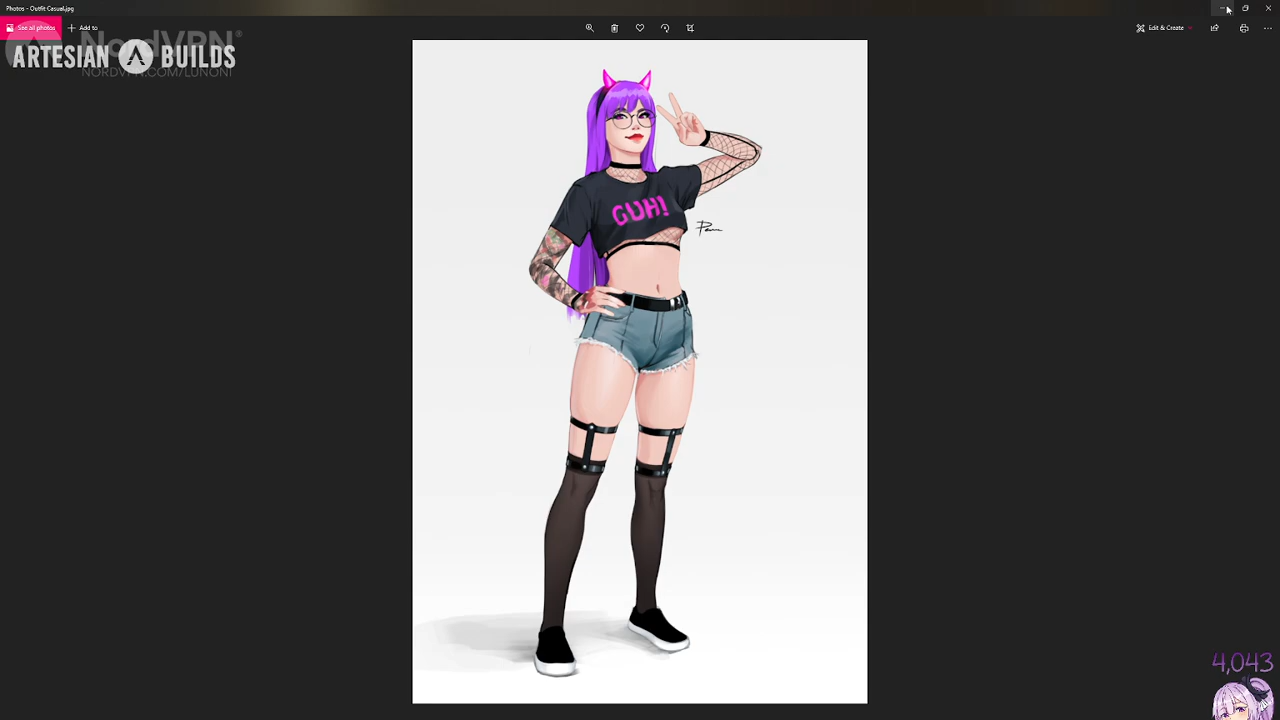 Photos - Outfit Casual.jpg
See all photos
Add to
Edit & Create
NordVPN®
ARTESIAN BUILDS
NORDVPN.COM/LUNONI
GUH!
4,043